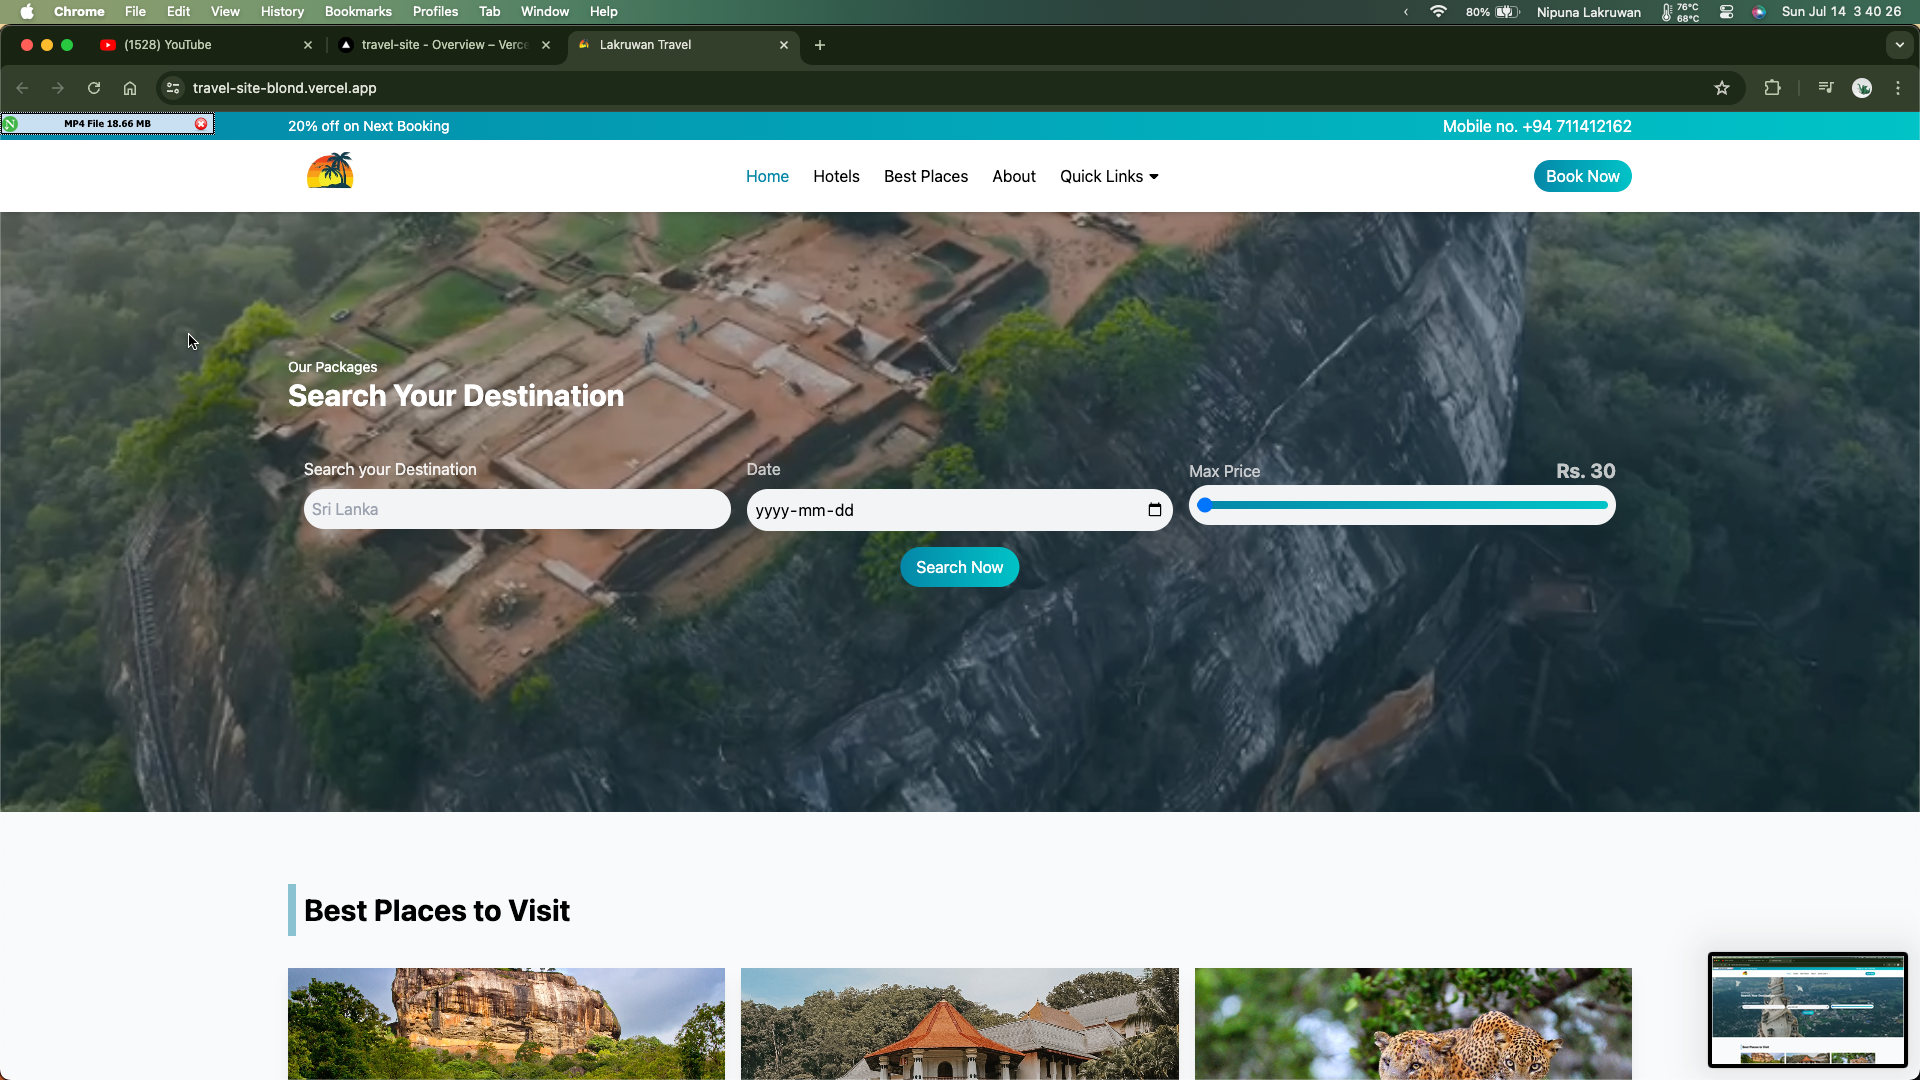 Chrome File Edit View History Bookmarks Profiles Tab Window Help
80% Nipuna Lakruwan 76°C 68°C Sun Jul 14 3 40 26
(1528) YouTube
travel-site - Overview – Verce
Lakruwan Travel
travel-site-blond.vercel.app
MP4 File 18.66 MB
20% off on Next Booking
Mobile no. +94 711412162
Home Hotels Best Places About Quick Links
Book Now
Our Packages
Search Your Destination
Search your Destination
Date
Max Price
Rs. 30
Sri Lanka
yyyy-mm-dd
Search Now
Best Places to Visit